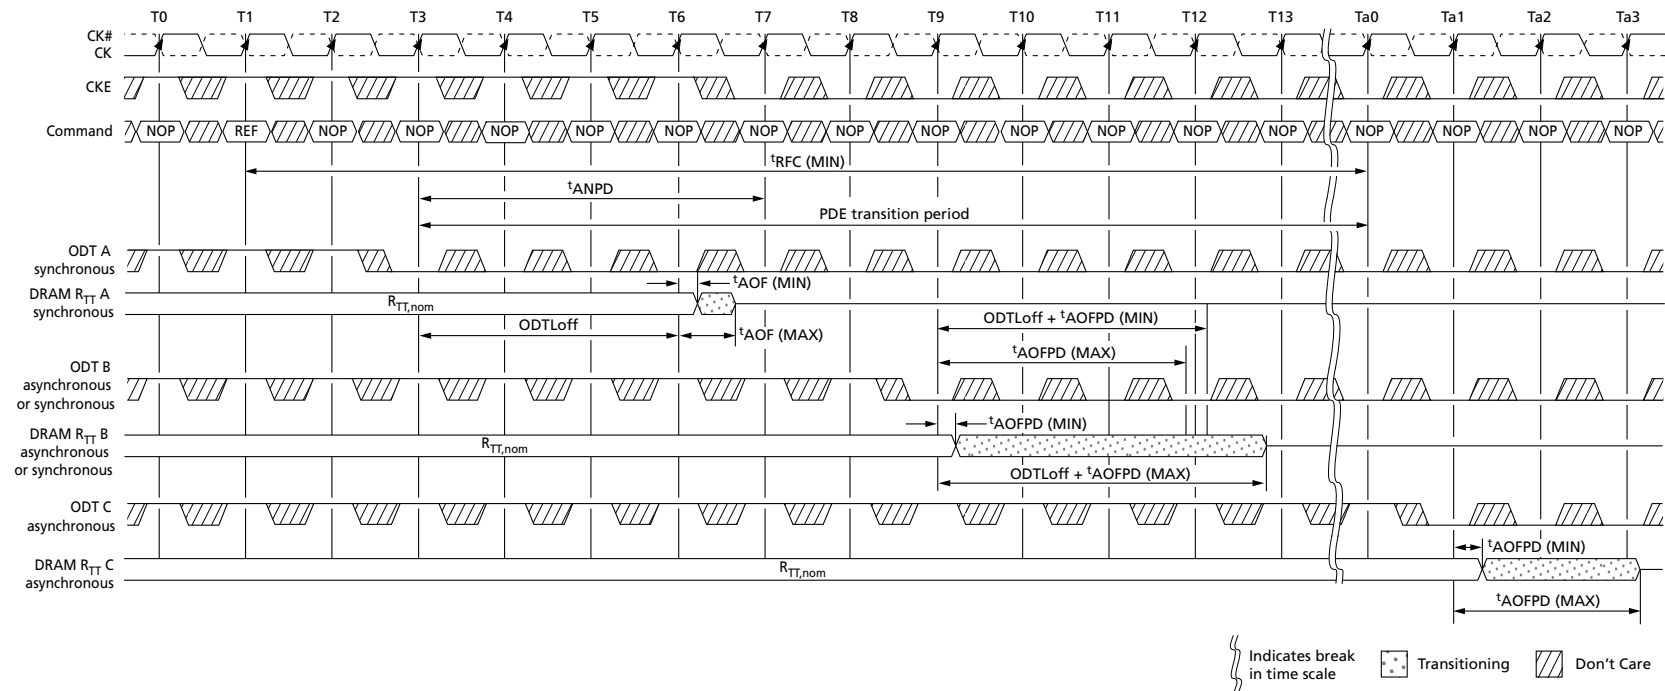 T0 T1 T2 T3 T4 T5 T6 T7 T8 T9 T10 T11 T12 T13 Ta0 Ta1 Ta2 Ta3
CK#
CK
CKE
Command NOP REF NOP NOP NOP NOP NOP NOP NOP NOP NOP NOP NOP NOP NOP NOP NOP NOP
tRFC (MIN)
tANPD
PDE transition period
ODT A
synchronous
tAOF (MIN)
DRAM RTT A
synchronous
RTT,nom
ODTLoff + tAOFPD (MIN)
ODTLoff
tAOF (MAX)
tAOFPD (MAX)
ODT B
asynchronous
or synchronous
tAOFPD (MIN)
DRAM RTT B
asynchronous
or synchronous
RTT,nom
ODTLoff + tAOFPD (MAX)
ODT C
asynchronous
tAOFPD (MIN)
DRAM RTT C
asynchronous
RTT,nom
tAOFPD (MAX)
Indicates break
in time scale
Transitioning
Don't Care